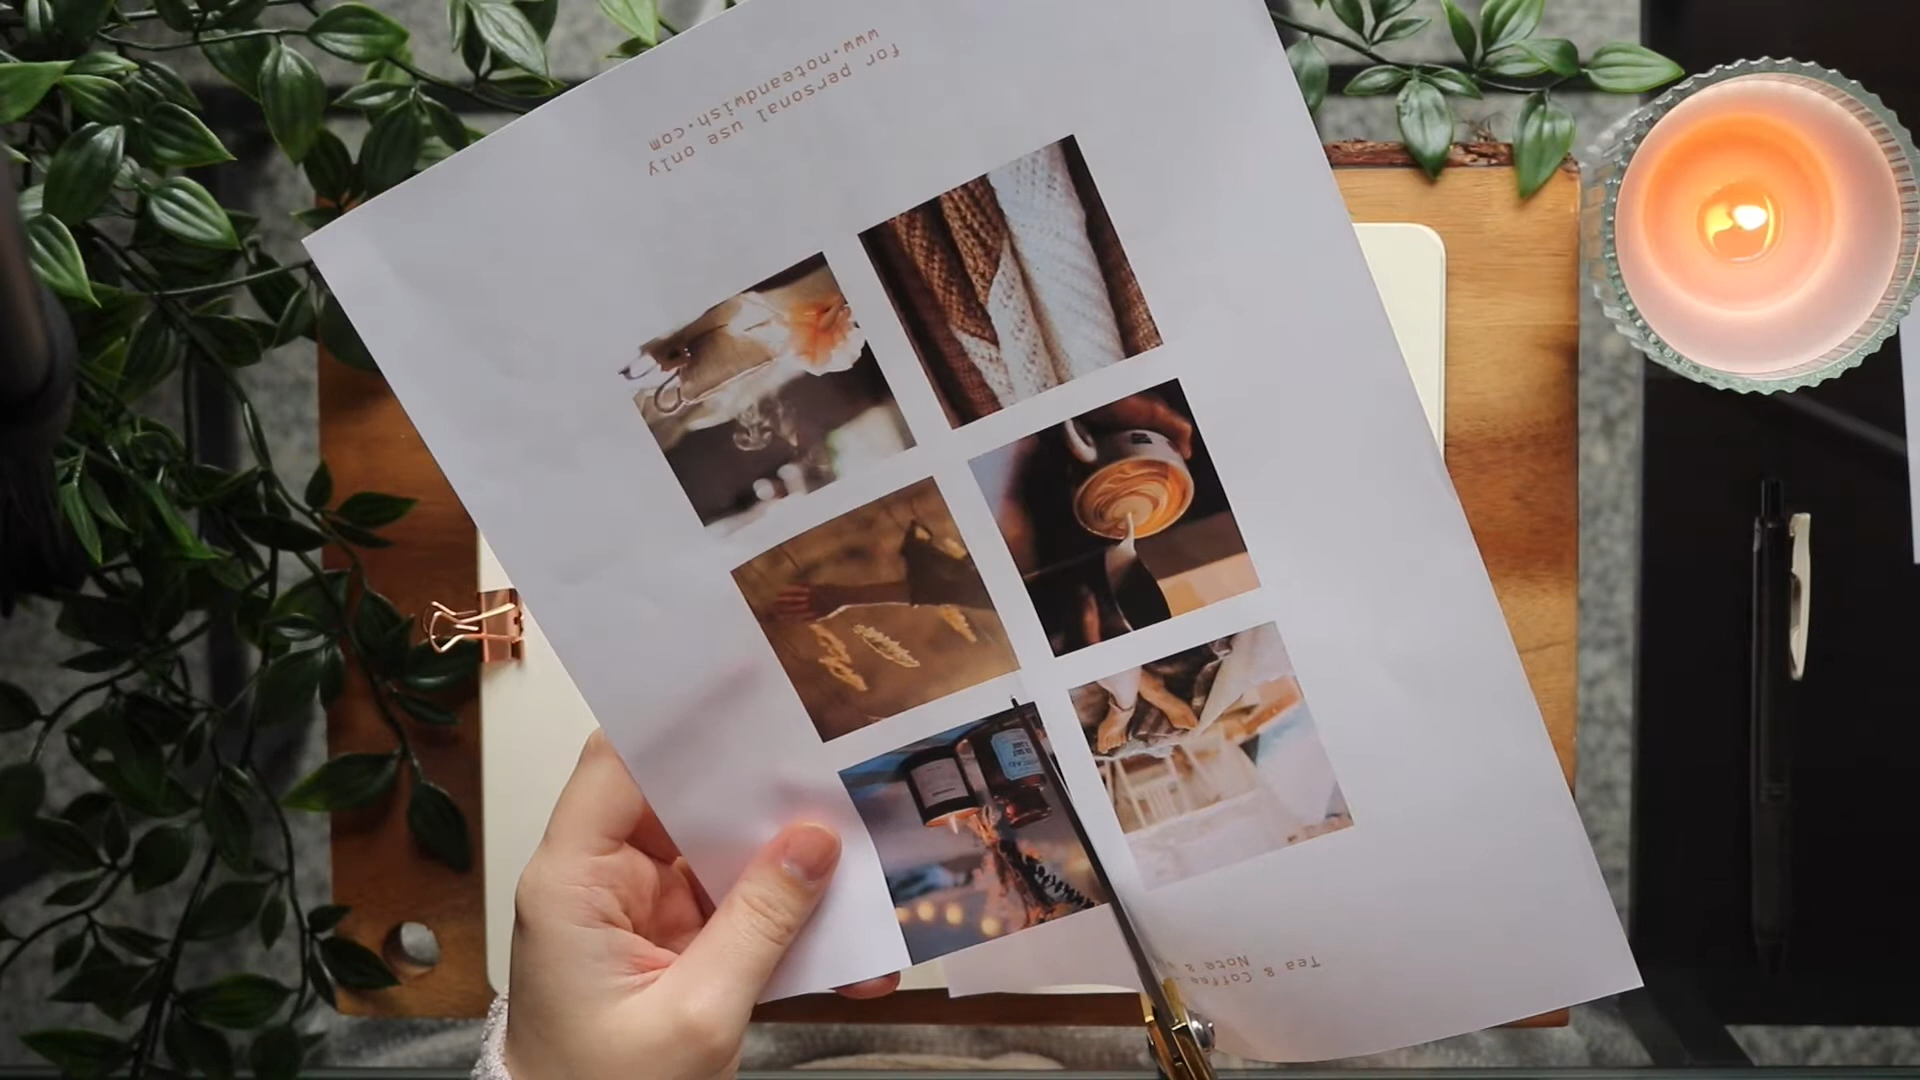 Tea & Coffee
Note &
for personal use only
www.noteandwish.com